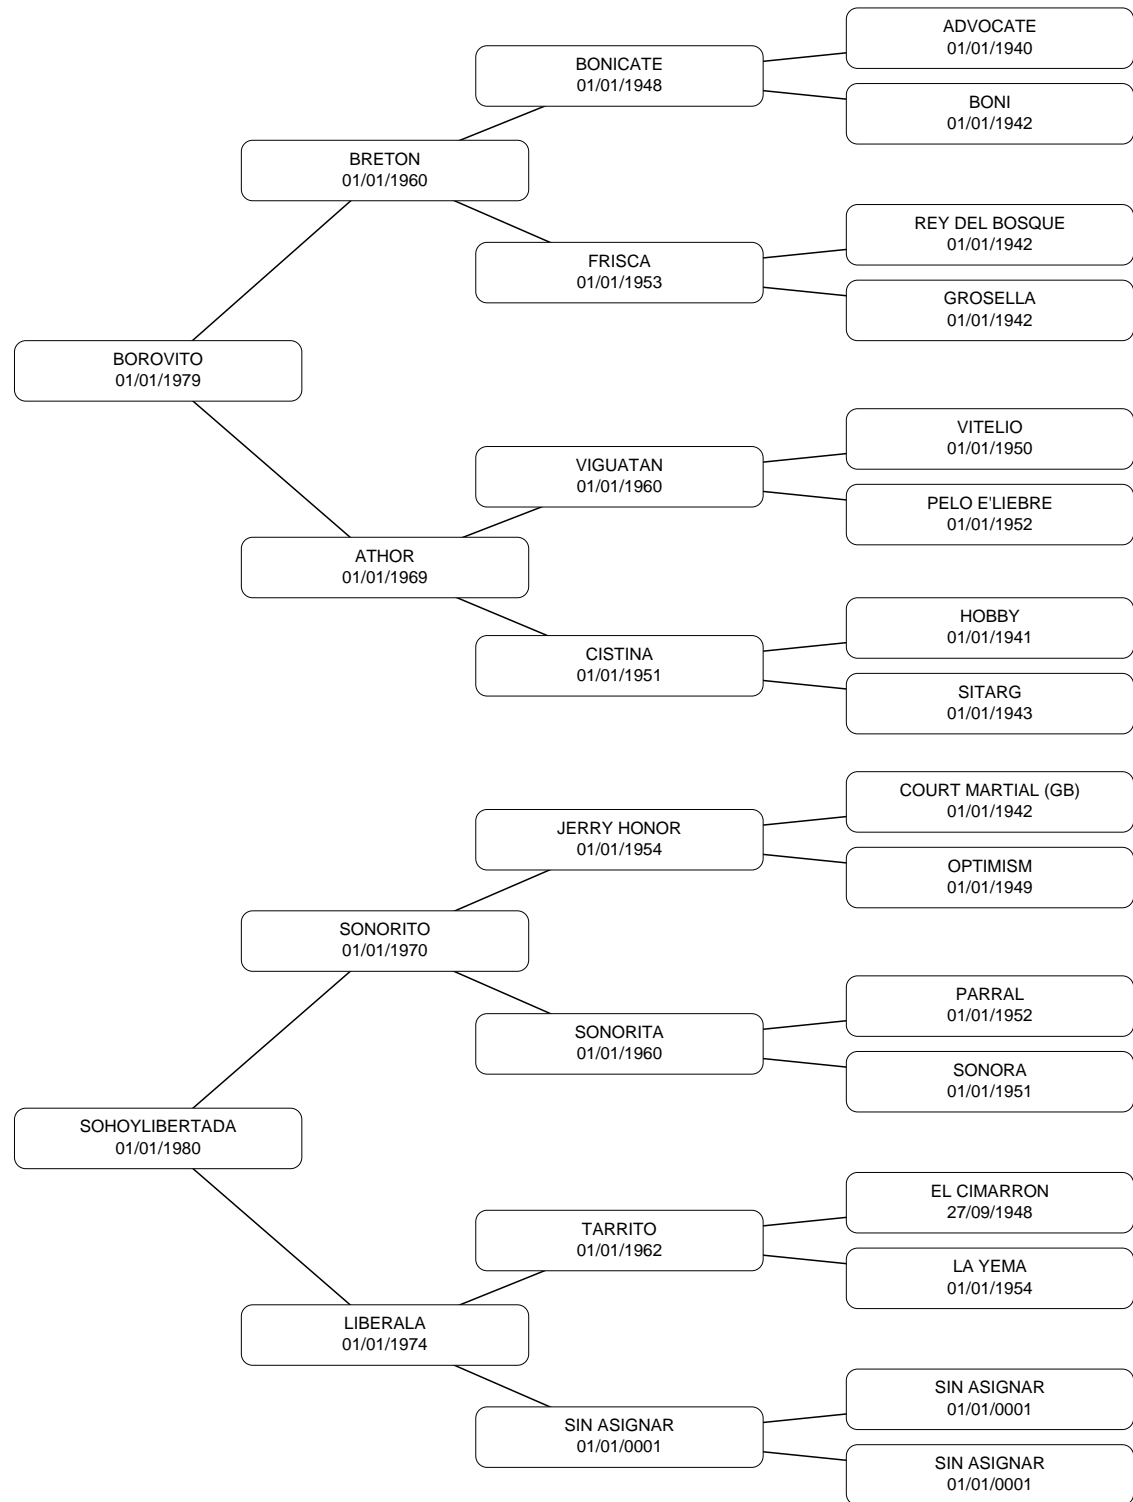 ADVOCATE
01/01/1940
BONICATE
01/01/1948
BONI
01/01/1942
BRETON
01/01/1960
REY DEL BOSQUE
01/01/1942
FRISCA
01/01/1953
GROSELLA
01/01/1942
BOROVITO
01/01/1979
VITELIO
01/01/1950
VIGUATAN
01/01/1960
PELO E'LIEBRE
01/01/1952
ATHOR
01/01/1969
HOBBY
01/01/1941
CISTINA
01/01/1951
SITARG
01/01/1943
COURT MARTIAL (GB)
01/01/1942
JERRY HONOR
01/01/1954
OPTIMISM
01/01/1949
SONORITO
01/01/1970
PARRAL
01/01/1952
SONORITA
01/01/1960
SONORA
01/01/1951
SOHOYLIBERTADA
01/01/1980
EL CIMARRON
27/09/1948
TARRITO
01/01/1962
LA YEMA
01/01/1954
LIBERALA
01/01/1974
SIN ASIGNAR
01/01/0001
SIN ASIGNAR
01/01/0001
SIN ASIGNAR
01/01/0001